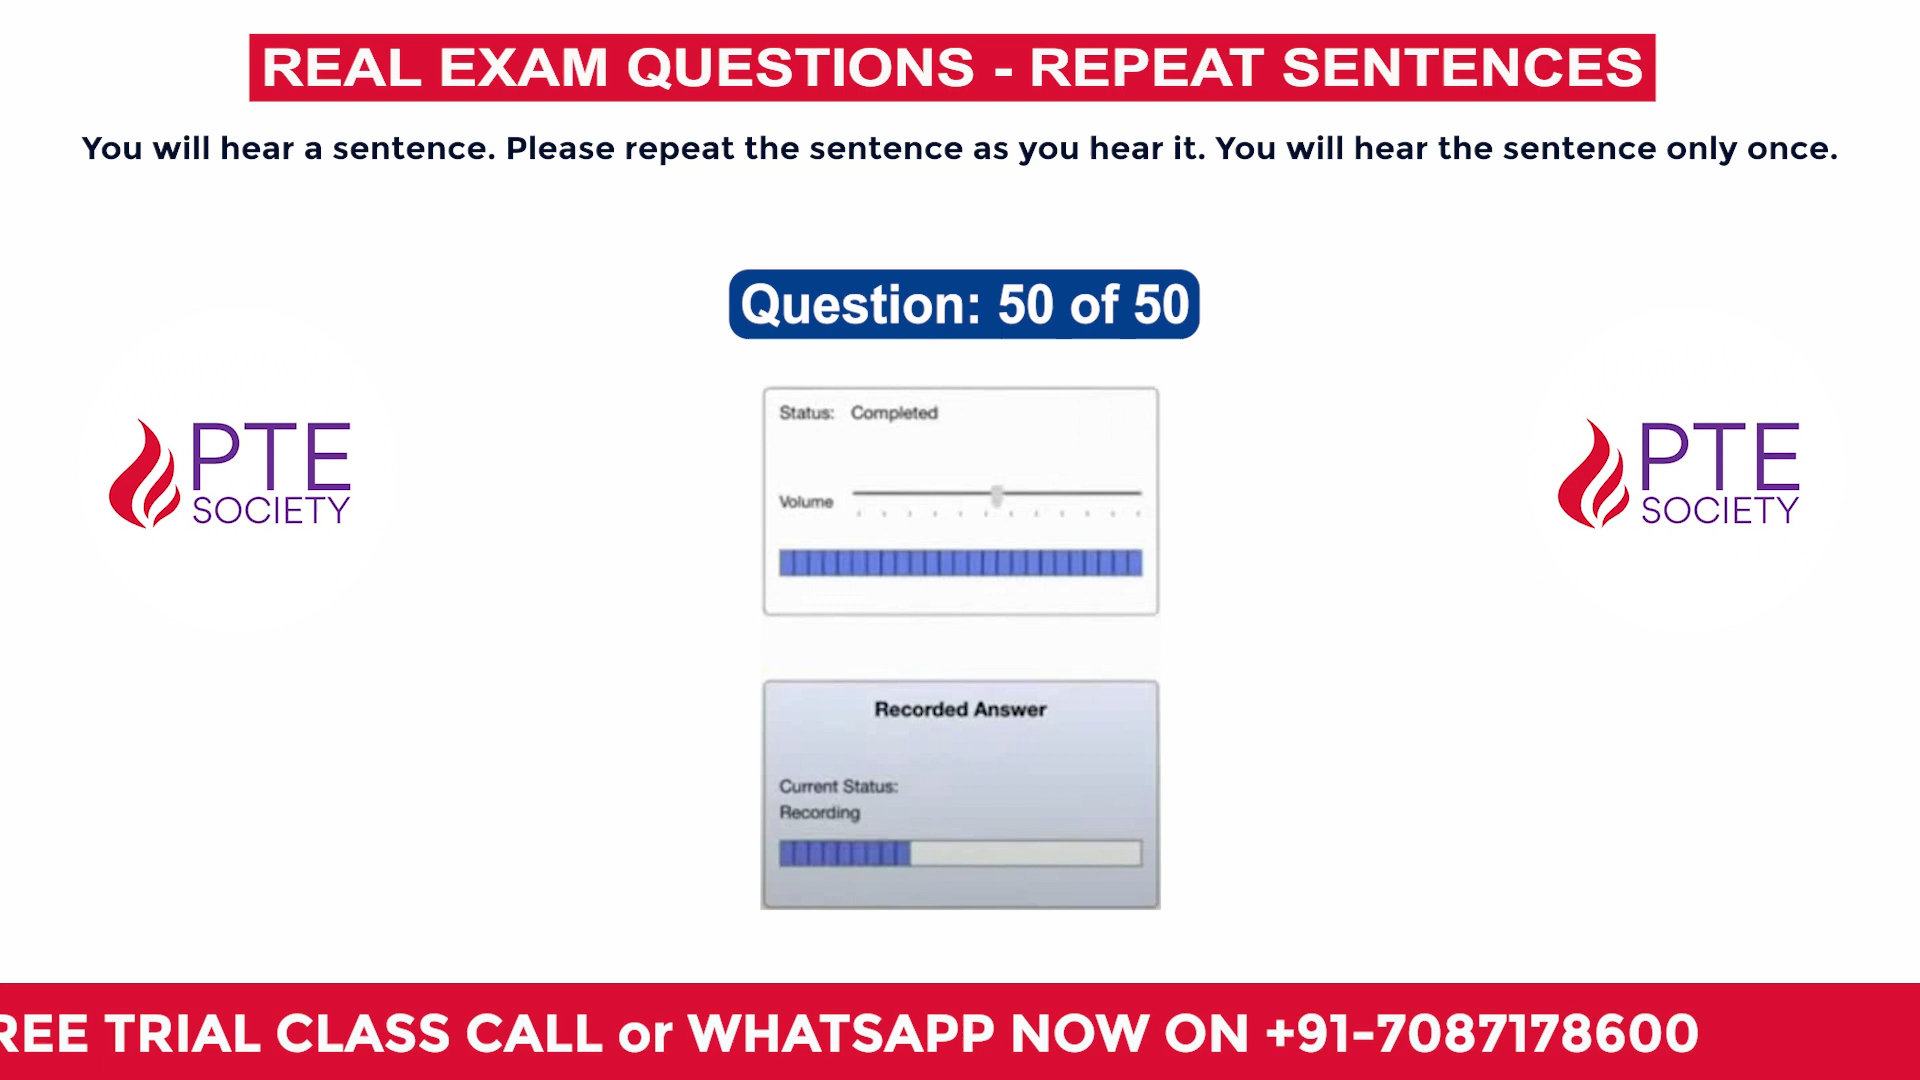 REAL EXAM QUESTIONS - REPEAT SENTENCES
You will hear a sentence. Please repeat the sentence as you hear it. You will hear the sentence only once.
Question: 50 of 50
PTE
SOCIETY
PTE
SOCIETY
Status: Completed
Volume
Recorded Answer
Current Status:
Recording
REE TRIAL CLASS CALL or WHATSAPP NOW ON +91-7087178600